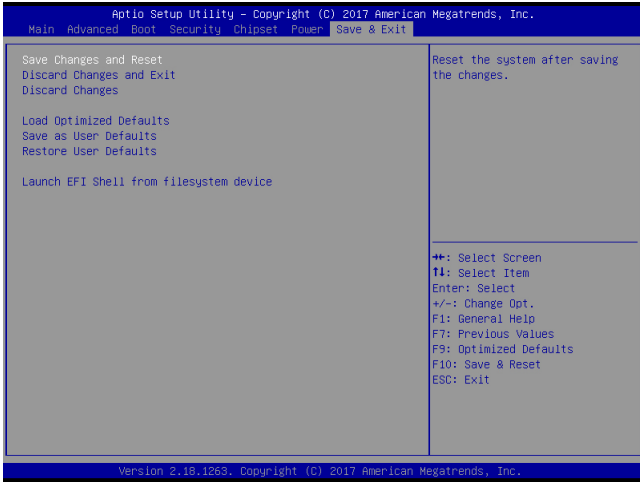 Aptio Setup Utility – Copyright (C) 2017 American Megatrends, Inc.
Main Advanced Boot Security Chipset Power Save & Exit
Save Changes and Reset
Discard Changes and Exit
Discard Changes
Load Optimized Defaults
Save as User Defaults
Restore User Defaults
Launch EFI Shell from filesystem device
Reset the system after saving
the changes.
→←: Select Screen
↑↓: Select Item
Enter: Select
+/-: Change Opt.
F1: General Help
F7: Previous Values
F9: Optimized Defaults
F10: Save & Reset
ESC: Exit
Version 2.18.1263. Copyright (C) 2017 American Megatrends, Inc.